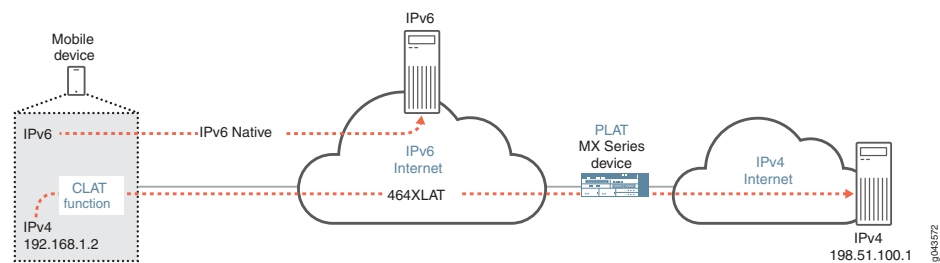 IPv6
Mobile
device
IPv6
IPv6 Native
PLAT
MX Series
device
IPv6
Internet
IPv4
Internet
CLAT
function
464XLAT
IPv4
192.168.1.2
IPv4
198.51.100.1
g043572